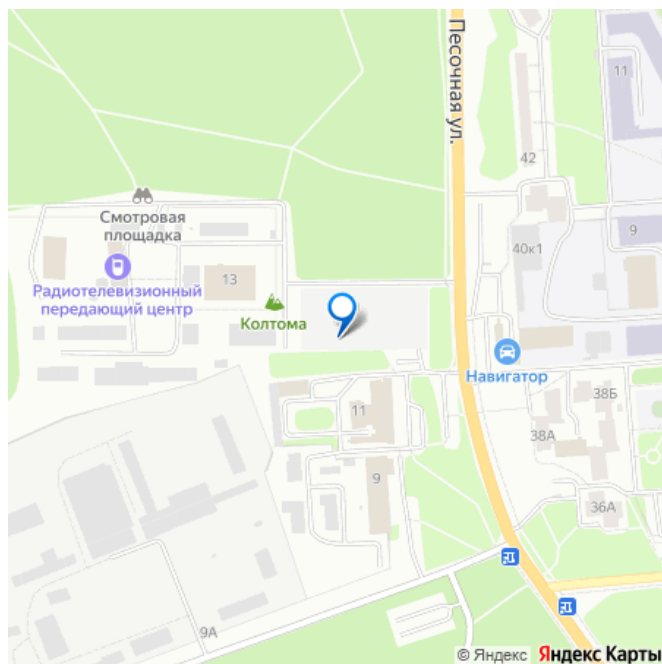 Песочная ул.
11
42
Смотровая
площадка
40к1
9
13
Радиотелевизионный
передающий центр
Колтома
Навигатор
38Б
11
38А
9
36А
9А
© Яндекс Яндекс Карты